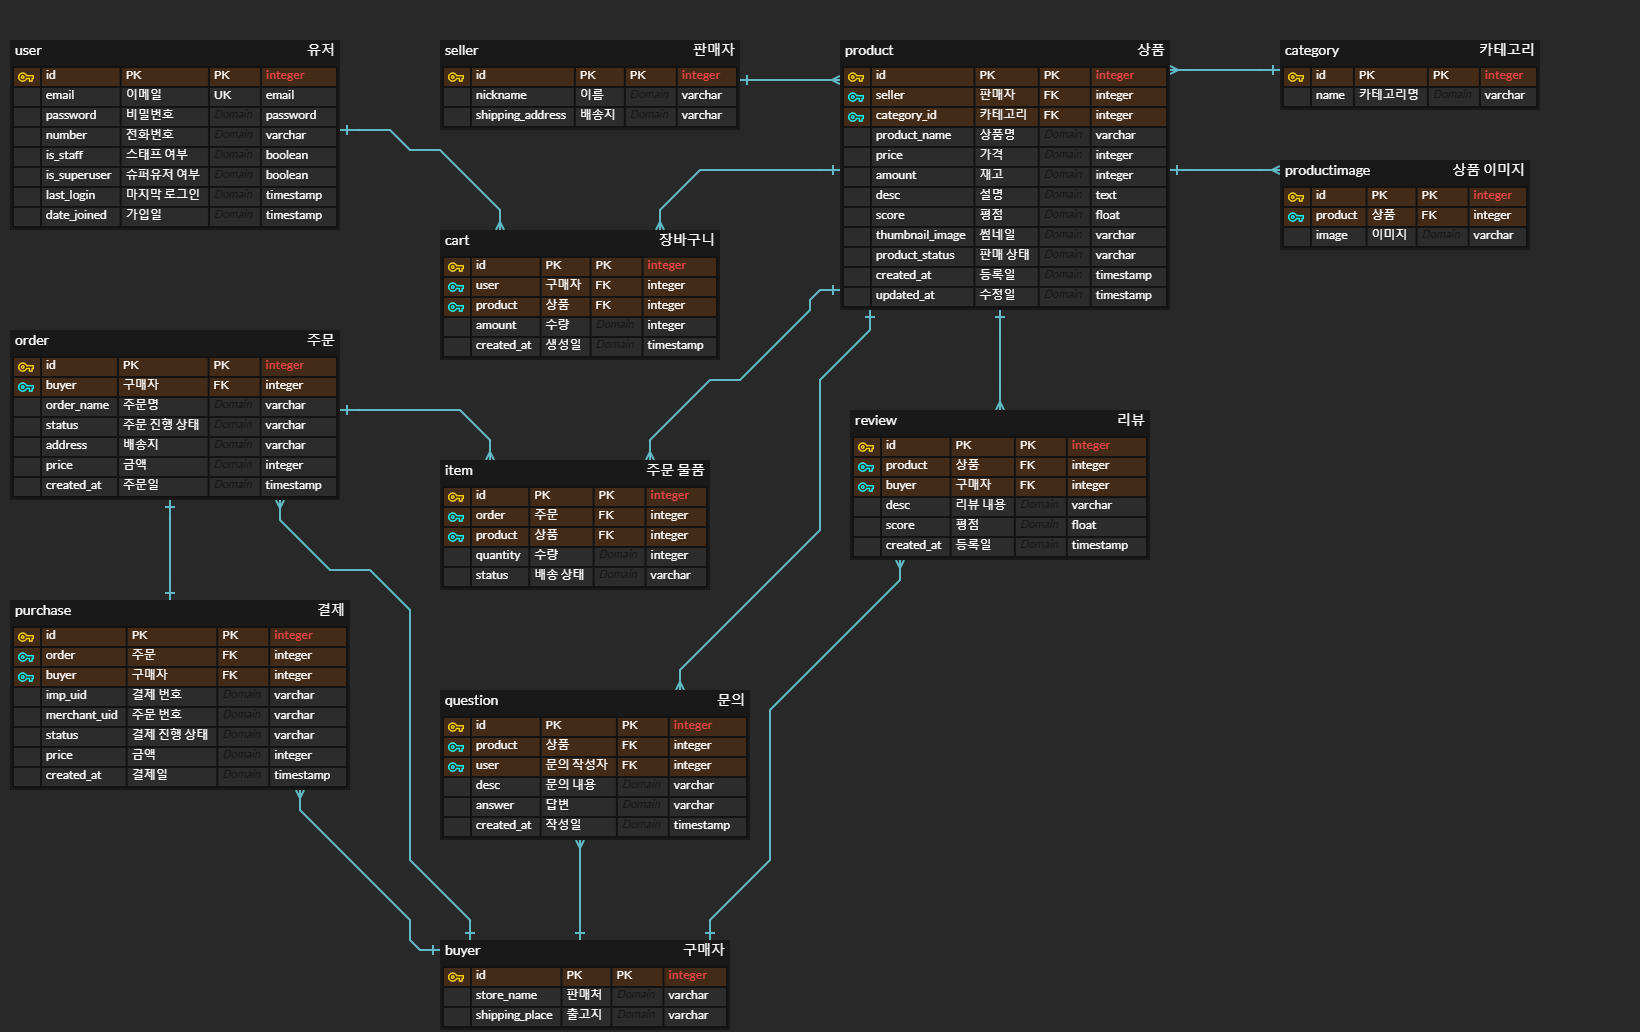 user 유저
id PK PK integer
email 이메일 UK email
password 비밀번호 Domain password
number 전화번호 Domain varchar
is_staff 스태프 여부 Domain boolean
is_superuser 슈퍼유저 여부 Domain boolean
last_login 마지막 로그인 Domain timestamp
date_joined 가입일 Domain timestamp
seller 판매자
id PK PK integer
nickname 이름 Domain varchar
shipping_address 배송지 Domain varchar
product 상품
id PK PK integer
seller 판매자 FK integer
category_id 카테고리 FK integer
product_name 상품명 Domain varchar
price 가격 Domain integer
amount 재고 Domain integer
desc 설명 Domain text
score 평점 Domain float
thumbnail_image 썸네일 Domain varchar
product_status 판매 상태 Domain varchar
created_at 등록일 Domain timestamp
updated_at 수정일 Domain timestamp
category 카테고리
id PK PK integer
name 카테고리명 Domain varchar
productimage 상품 이미지
id PK PK integer
product 상품 FK integer
image 이미지 Domain varchar
cart 장바구니
id PK PK integer
user 구매자 FK integer
product 상품 FK integer
amount 수량 Domain integer
created_at 생성일 Domain timestamp
order 주문
id PK PK integer
buyer 구매자 FK integer
order_name 주문명 Domain varchar
status 주문 진행 상태 Domain varchar
address 배송지 Domain varchar
price 금액 Domain integer
created_at 주문일 Domain timestamp
item 주문 물품
id PK PK integer
order 주문 FK integer
product 상품 FK integer
quantity 수량 Domain integer
status 배송 상태 Domain varchar
review 리뷰
id PK PK integer
product 상품 FK integer
buyer 구매자 FK integer
desc 리뷰 내용 Domain varchar
score 평점 Domain float
created_at 등록일 Domain timestamp
purchase 결제
id PK PK integer
order 주문 FK integer
buyer 구매자 FK integer
imp_uid 결제 번호 Domain varchar
merchant_uid 주문 번호 Domain varchar
status 결제 진행 상태 Domain varchar
price 금액 Domain integer
created_at 결제일 Domain timestamp
question 문의
id PK PK integer
product 상품 FK integer
user 문의 작성자 FK integer
desc 문의 내용 Domain varchar
answer 답변 Domain varchar
created_at 작성일 Domain timestamp
buyer 구매자
id PK PK integer
store_name 판매처 Domain varchar
shipping_place 출고지 Domain varchar